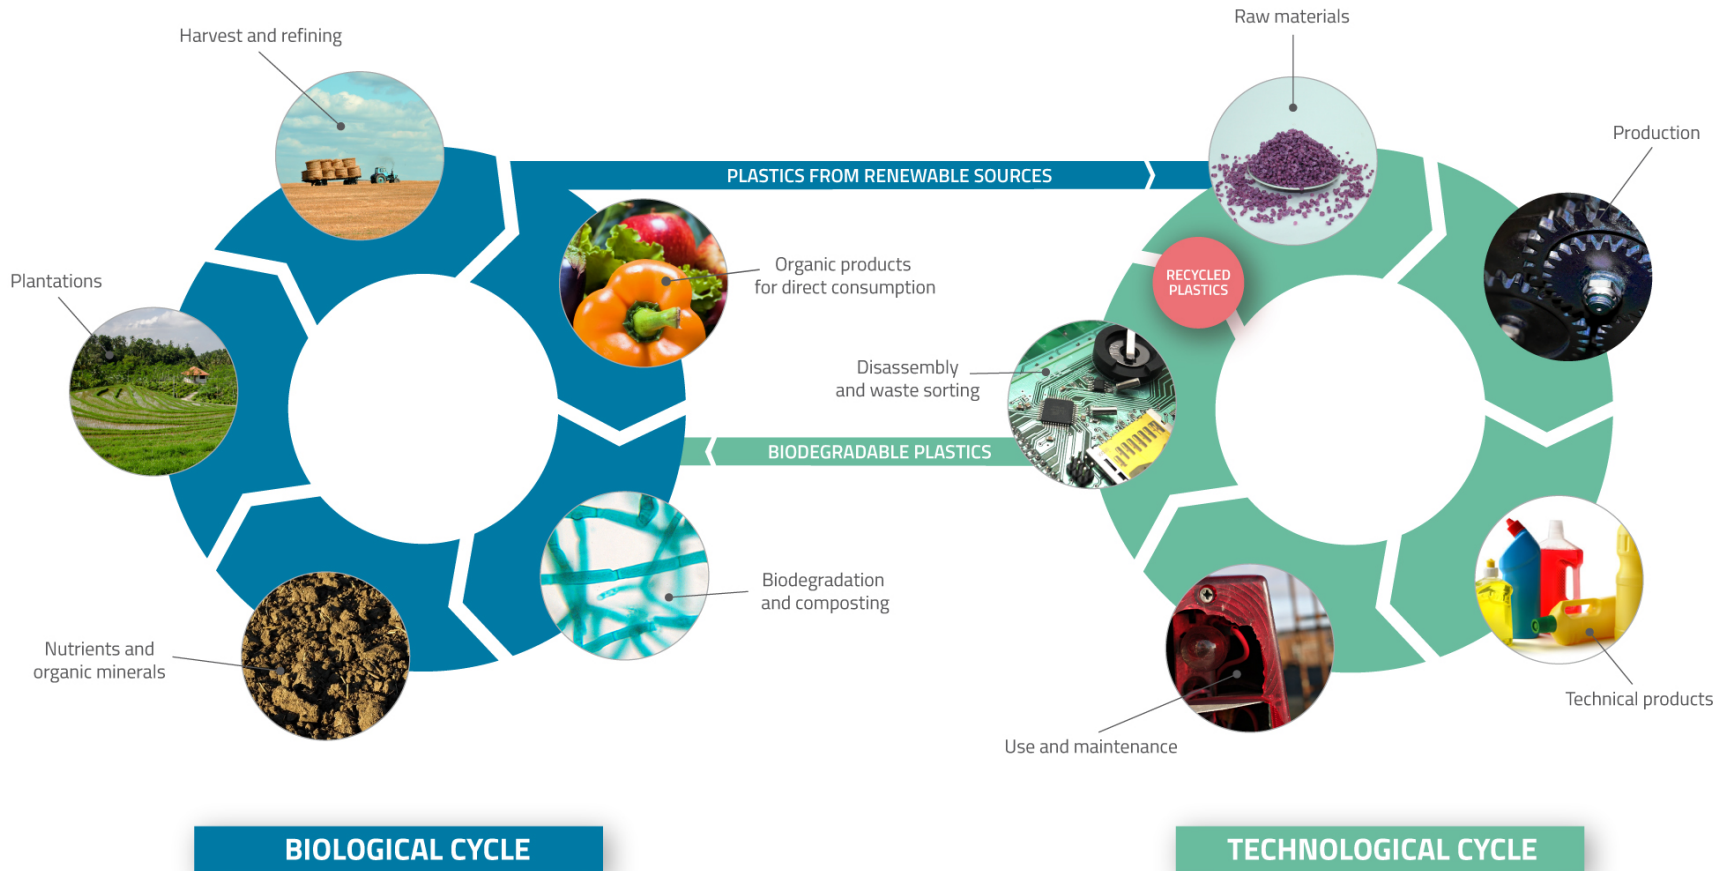 Raw materials
Harvest and refining
Production
PLASTICS FROM RENEWABLE SOURCES
Organic products
for direct consumption
RECYCLED
PLASTICS
Plantations
Disassembly
and waste sorting
BIODEGRADABLE PLASTICS
Biodegradation
and composting
Nutrients and
organic minerals
Technical products
Use and maintenance
BIOLOGICAL CYCLE
TECHNOLOGICAL CYCLE